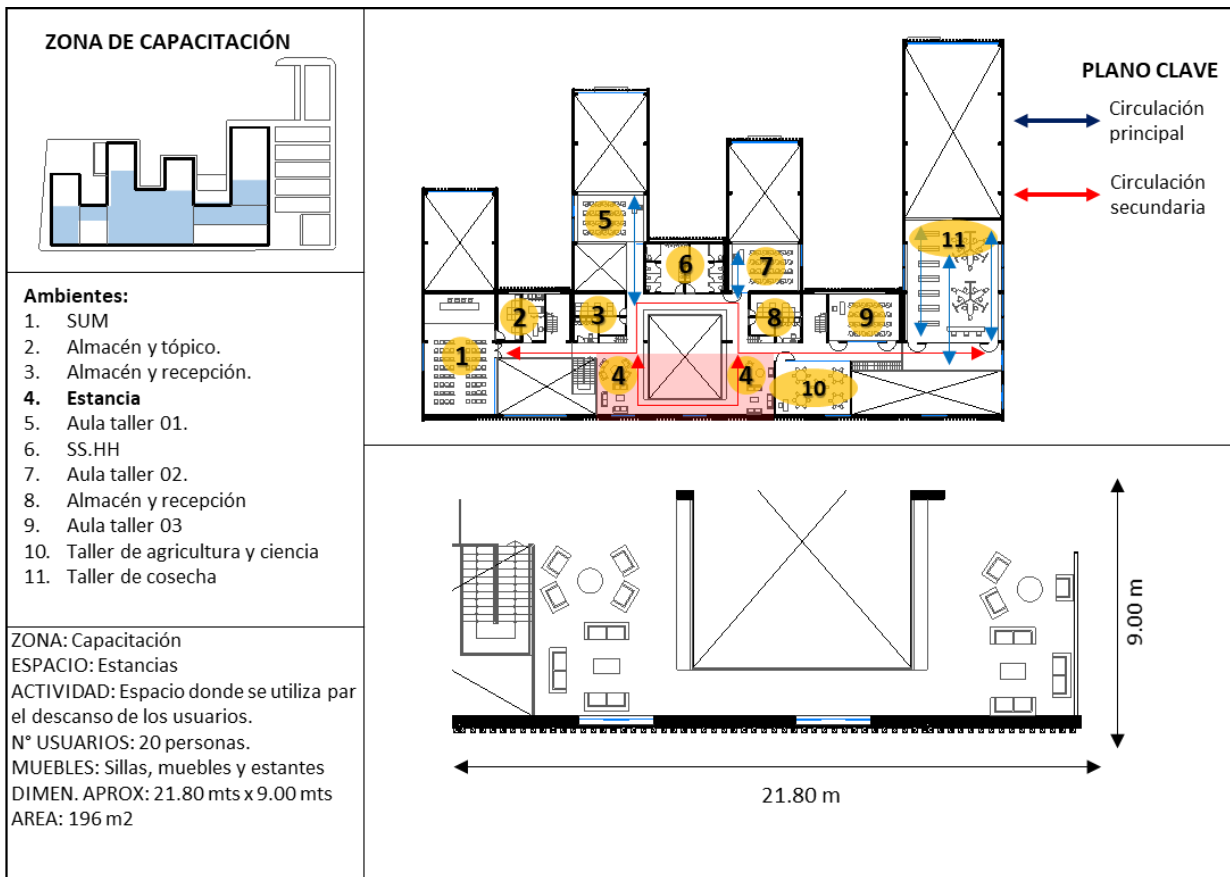 ZONA DE CAPACITACIÓN
Ambientes:
1. SUM
2. Almacén y tópico.
3. Almacén y recepción.
4. Estancia
5. Aula taller 01.
6. SS.HH
7. Aula taller 02.
8. Almacén y recepción
9. Aula taller 03
10. Taller de agricultura y ciencia
11. Taller de cosecha
ZONA: Capacitación
ESPACIO: Estancias
ACTIVIDAD: Espacio donde se utiliza par
el descanso de los usuarios.
N° USUARIOS: 20 personas.
MUEBLES: Sillas, muebles y estantes
DIMEN. APROX: 21.80 mts x 9.00 mts
AREA: 196 m2
PLANO CLAVE
Circulación
principal
Circulación
secundaria
5
11
6
7
2
3
8
9
1
4
4
10
9.00 m
21.80 m